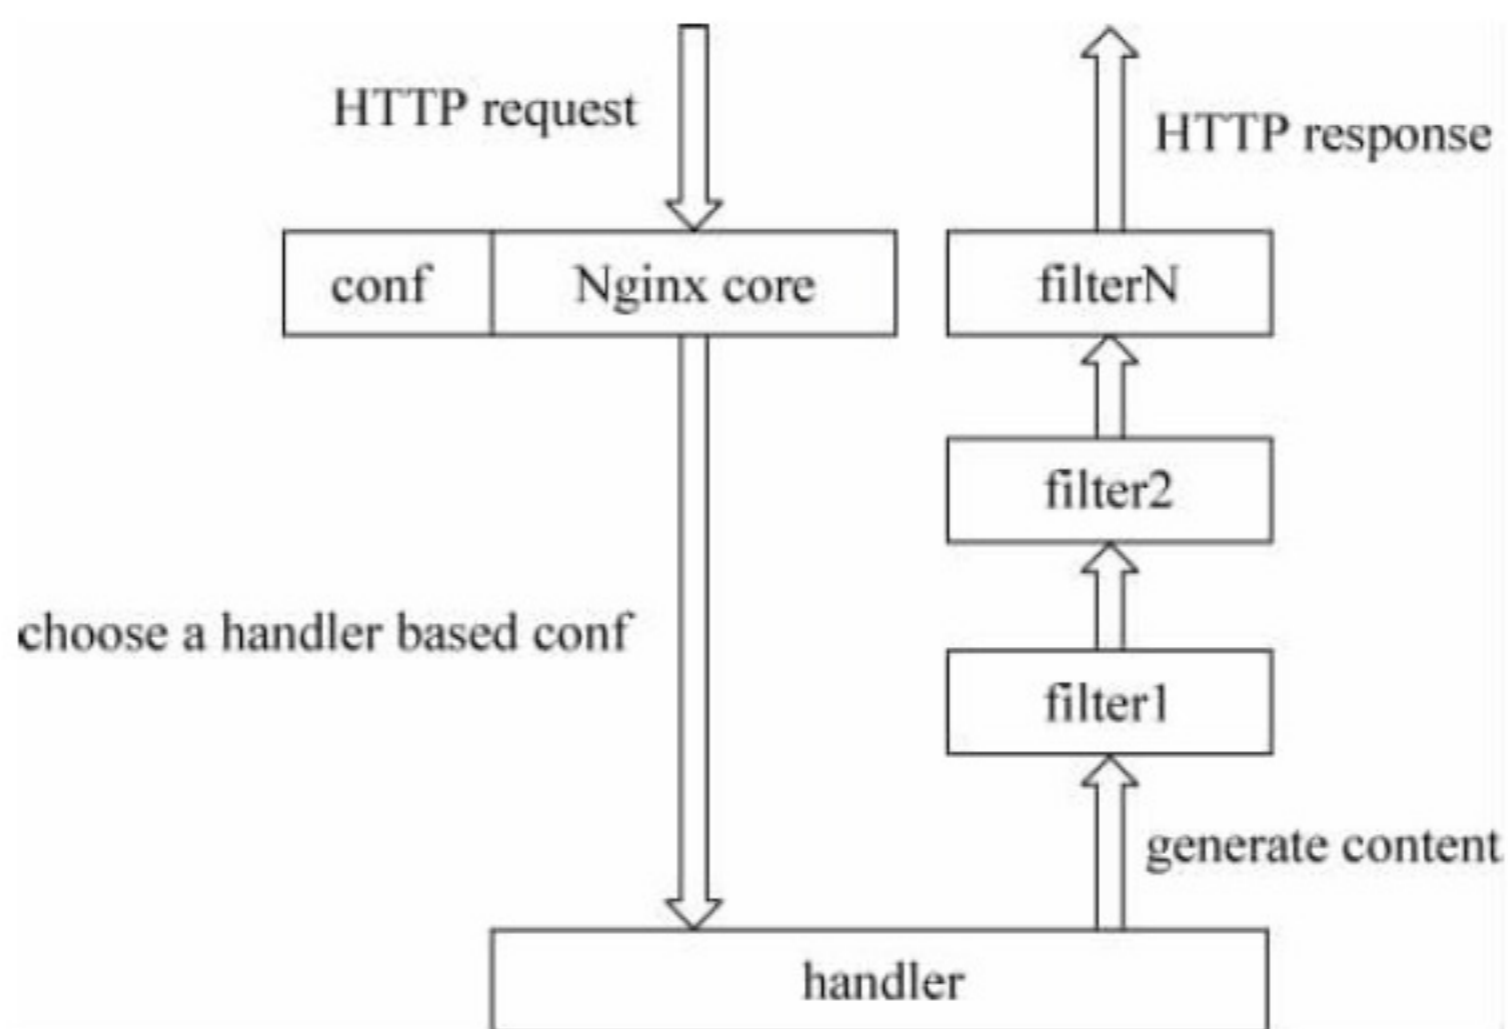 HTTP request
HTTP response
conf
Nginx core
filterN
filter2
choose a handler based conf
filter1
generate content
handler